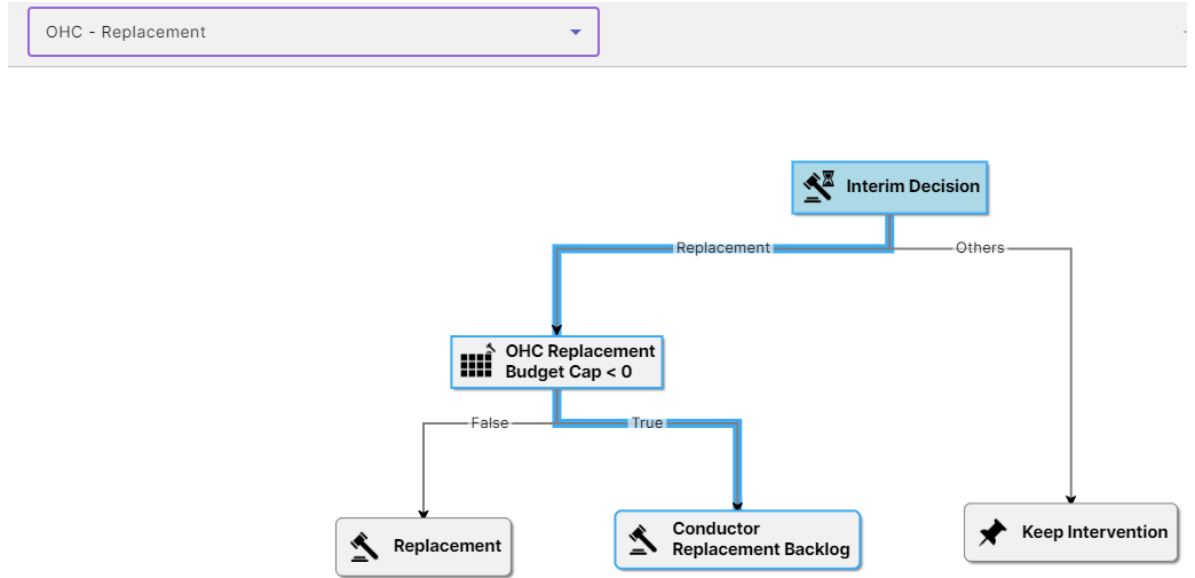 OHC - Replacement
Interim Decision
Replacement
Others
OHC Replacement
Budget Cap < 0
False
True
Replacement
Conductor
Replacement Backlog
Keep Intervention